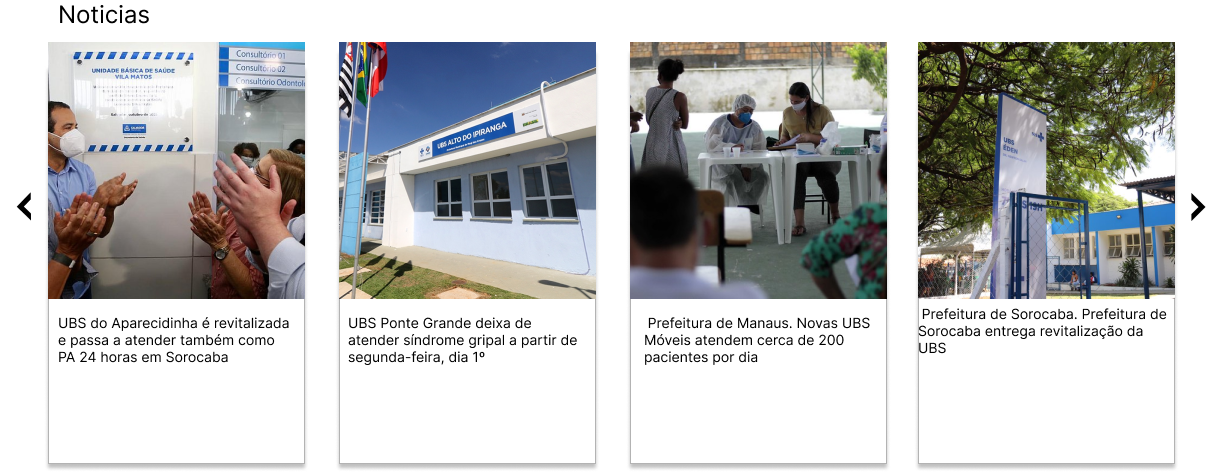 Noticias
UNIDADE BÁSICA DE SAÚDE
VILA MATOS
Consultório 01
Consultório 02
Consultório Odontoló
UBS ALTO DO IPIRANGA
UBS
ÉDEN
UBS do Aparecidinha é revitalizada
e passa a atender também como
PA 24 horas em Sorocaba
UBS Ponte Grande deixa de
atender síndrome gripal a partir de
segunda-feira, dia 1º
Prefeitura de Manaus. Novas UBS
Móveis atendem cerca de 200
pacientes por dia
Prefeitura de Sorocaba. Prefeitura de
Sorocaba entrega revitalização da
UBS